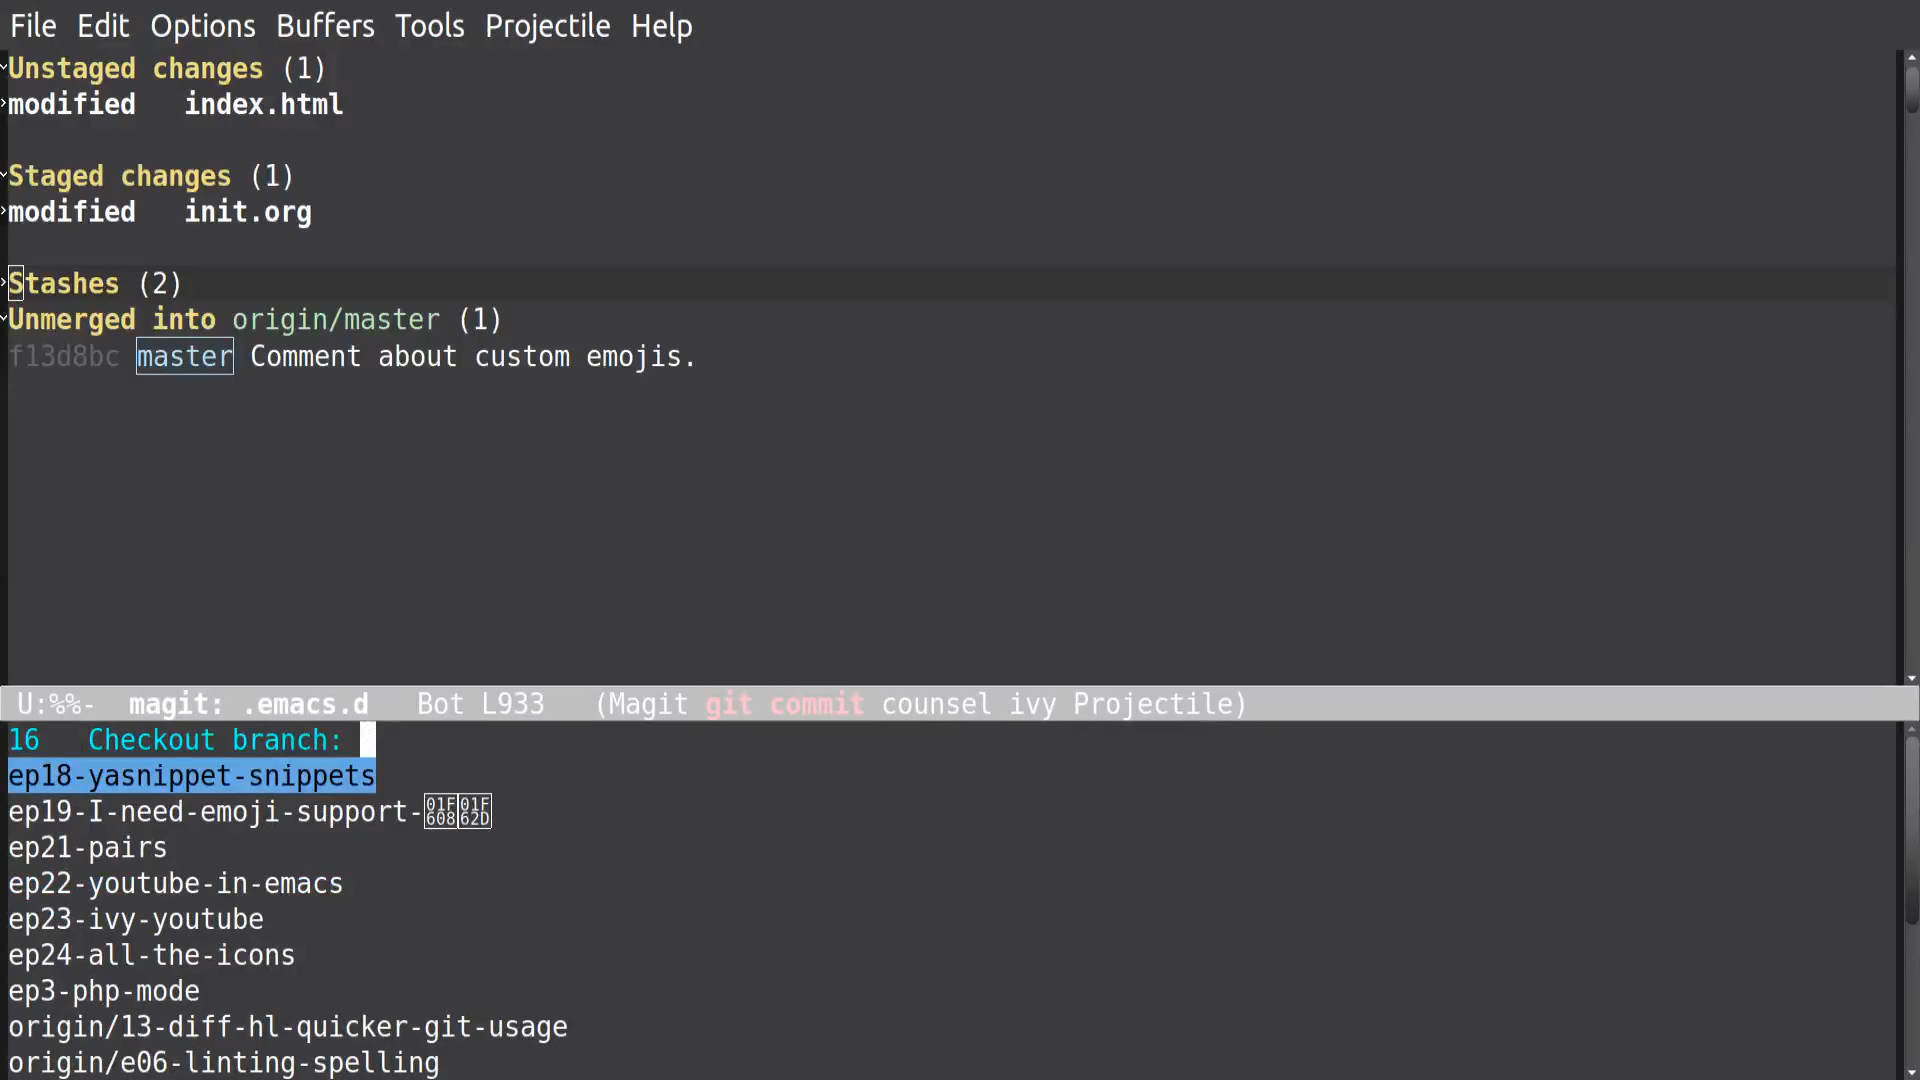 File Edit Options Buffers Tools Projectile Help
Unstaged changes (1)
modified   index.html
Staged changes (1)
modified   init.org
Stashes (2)
Unmerged into origin/master (1)
f13d8bc master Comment about custom emojis.
U:%%-  magit: .emacs.d   Bot L933   (Magit git commit counsel ivy Projectile)
16   Checkout branch:
ep18-yasnippet-snippets
ep19-I-need-emoji-support-😈😭
ep21-pairs
ep22-youtube-in-emacs
ep23-ivy-youtube
ep24-all-the-icons
ep3-php-mode
origin/13-diff-hl-quicker-git-usage
origin/e06-linting-spelling